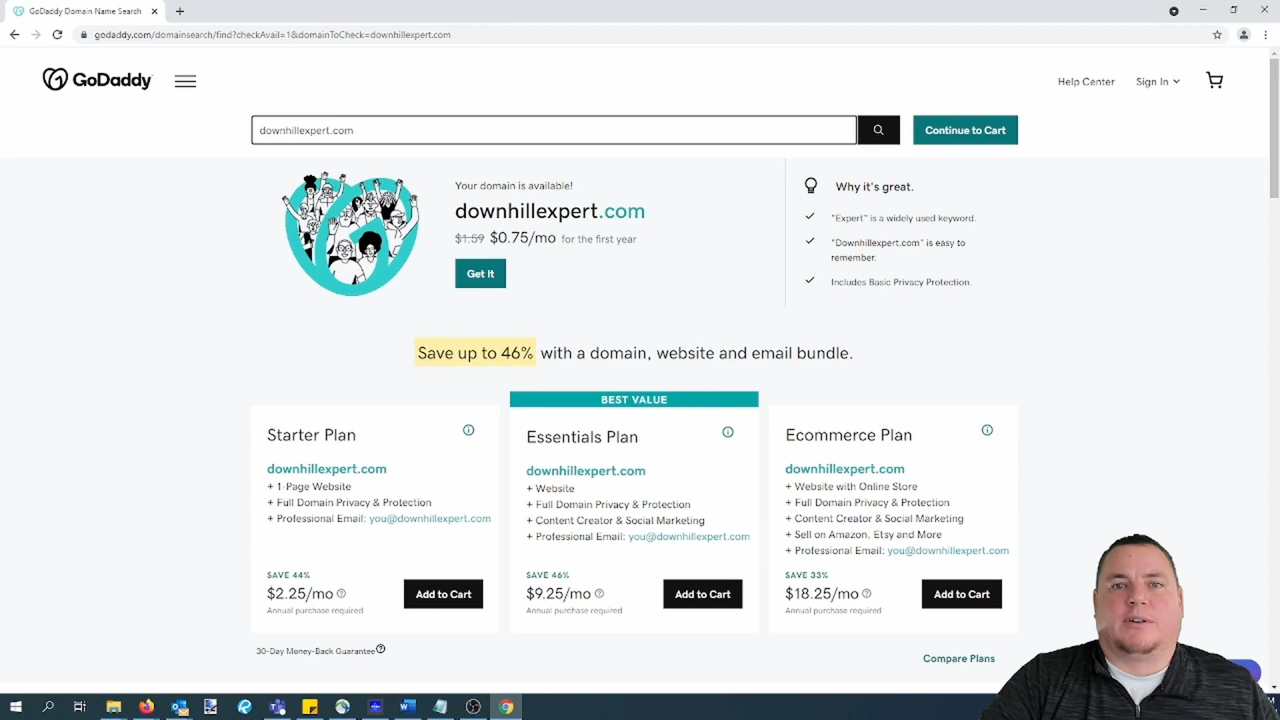 GoDaddy Domain Name Search
godaddy.com/domainsearch/find?checkAvail=1&domainToCheck=downhillexpert.com
GoDaddy
Help Center
Sign In
downhillexpert.com
Continue to Cart
Your domain is available!
downhillexpert.com
$1.59 $0.75/mo for the first year
Get It
Why it's great.
"Expert" is a widely used keyword.
"Downhillexpert.com" is easy to
remember.
Includes Basic Privacy Protection.
Save up to 46% with a domain, website and email bundle.
BEST VALUE
Starter Plan
downhillexpert.com
+ 1-Page Website
+ Full Domain Privacy & Protection
+ Professional Email: you@downhillexpert.com
SAVE 44%
$2.25/mo
Annual purchase required
Add to Cart
Essentials Plan
downhillexpert.com
+ Website
+ Full Domain Privacy & Protection
+ Content Creator & Social Marketing
+ Professional Email: you@downhillexpert.com
SAVE 46%
$9.25/mo
Annual purchase required
Add to Cart
Ecommerce Plan
downhillexpert.com
+ Website with Online Store
+ Full Domain Privacy & Protection
+ Content Creator & Social Marketing
+ Sell on Amazon, Etsy and More
+ Professional Email: you@downhillexpert.com
SAVE 33%
$18.25/mo
Annual purchase required
Add to Cart
30-Day Money-Back Guarantee
Compare Plans